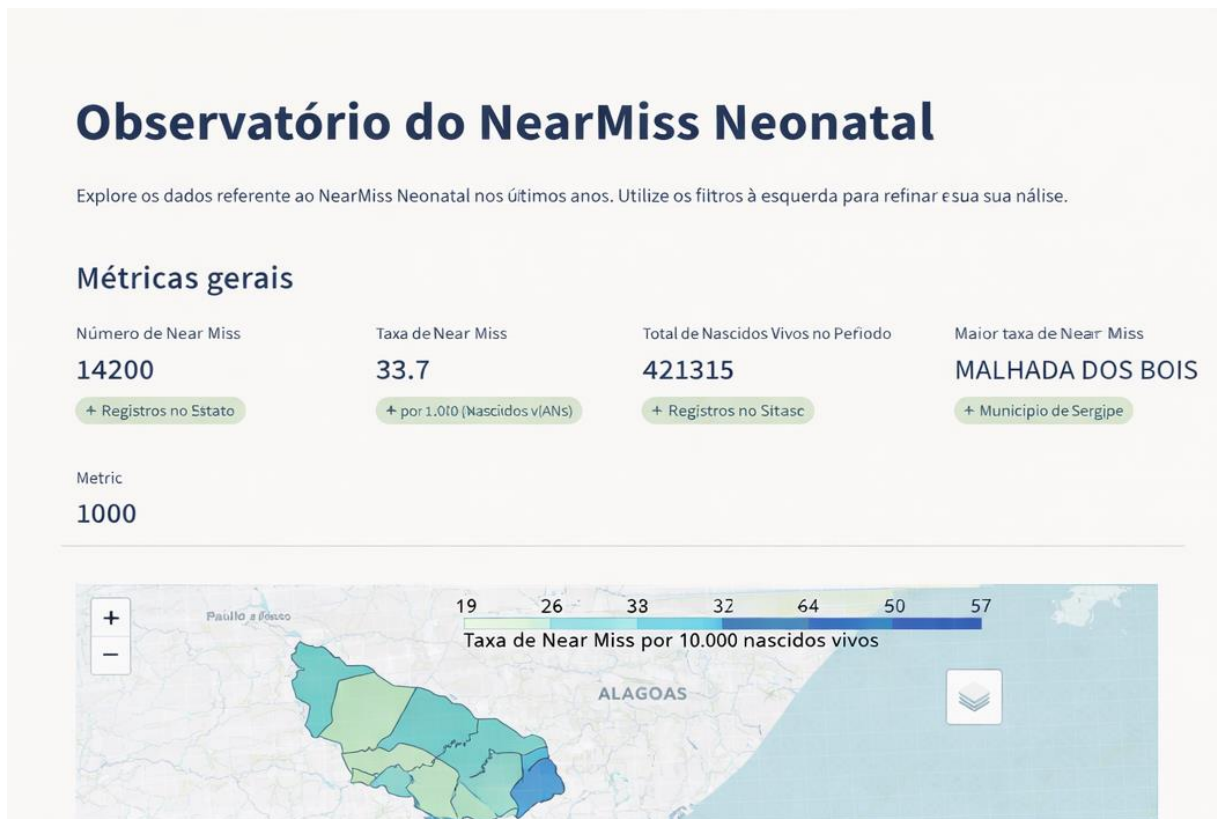 Observatório do NearMiss Neonatal
Explore os dados referente ao NearMiss Neonatal nos últimos anos. Utilize os filtros à esquerda para refinar esua sua nálise.
Métricas gerais
Número de Near Miss
14200
+ Registros no Estato
Taxa de Near Miss
33.7
+ por
Total de Nascidos Vivos no Período
421315
+ Registros no Sitasc
Maior taxa de Near Miss
MALHADA DOS BOIS
+ Municipio de Sergipe
Metric
1000
+
−
19 26 33 32 64 50 57
Taxa de Near Miss por 10.000 nascidos vivos
ALAGOAS